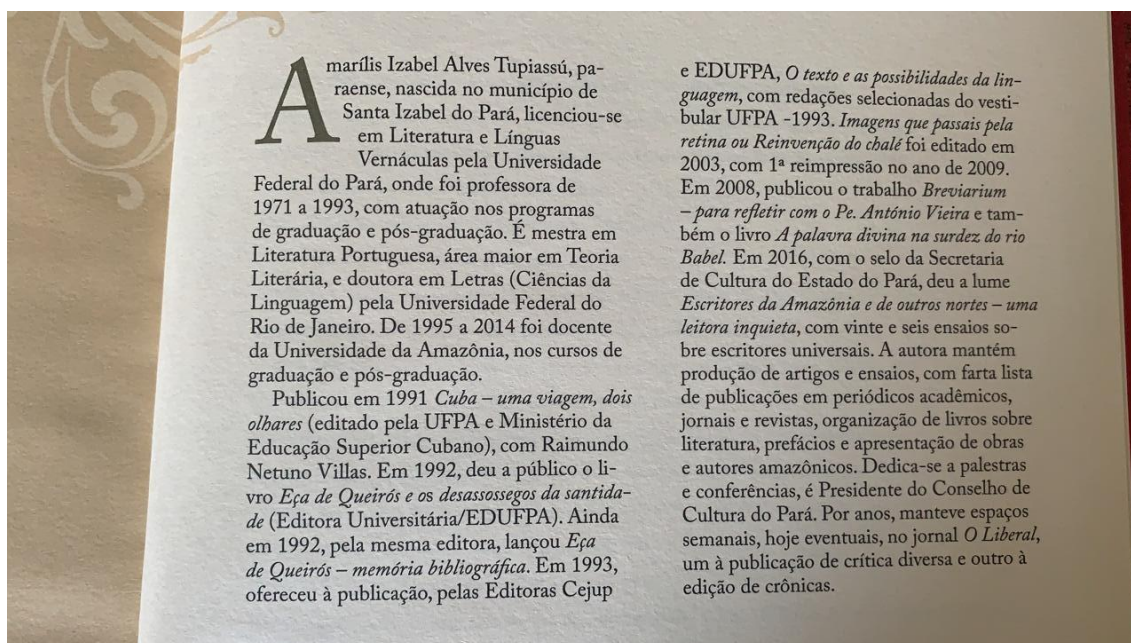 Amarílis Izabel Alves Tupiassú, pa-
raense, nascida no município de
Santa Izabel do Pará, licenciou-se
em Literatura e Línguas
Vernáculas pela Universidade
Federal do Pará, onde foi professora de
1971 a 1993, com atuação nos programas
de graduação e pós-graduação. É mestra em
Literatura Portuguesa, área maior em Teoria
Literária, e doutora em Letras (Ciências da
Linguagem) pela Universidade Federal do
Rio de Janeiro. De 1995 a 2014 foi docente
da Universidade da Amazônia, nos cursos de
graduação e pós-graduação.
Publicou em 1991 Cuba – uma viagem, dois
olhares (editado pela UFPA e Ministério da
Educação Superior Cubano), com Raimundo
Netuno Villas. Em 1992, deu a público o li-
vro Eça de Queirós e os desassossegos da santida-
de (Editora Universitária/EDUFPA). Ainda
em 1992, pela mesma editora, lançou Eça
de Queirós – memória bibliográfica. Em 1993,
ofereceu à publicação, pelas Editoras Cejup
e EDUFPA, O texto e as possibilidades da lin-
guagem, com redações selecionadas do vesti-
bular UFPA -1993. Imagens que passais pela
retina ou Reinvenção do chalé foi editado em
2003, com 1ª reimpressão no ano de 2009.
Em 2008, publicou o trabalho Breviarium
– para refletir com o Pe. António Vieira e tam-
bém o livro A palavra divina na surdez do rio
Babel. Em 2016, com o selo da Secretaria
de Cultura do Estado do Pará, deu a lume
Escritores da Amazônia e de outros nortes – uma
leitora inquieta, com vinte e seis ensaios so-
bre escritores universais. A autora mantém
produção de artigos e ensaios, com farta lista
de publicações em periódicos acadêmicos,
jornais e revistas, organização de livros sobre
literatura, prefácios e apresentação de obras
e autores amazônicos. Dedica-se a palestras
e conferências, é Presidente do Conselho de
Cultura do Pará. Por anos, manteve espaços
semanais, hoje eventuais, no jornal O Liberal,
um à publicação de crítica diversa e outro à
edição de crônicas.